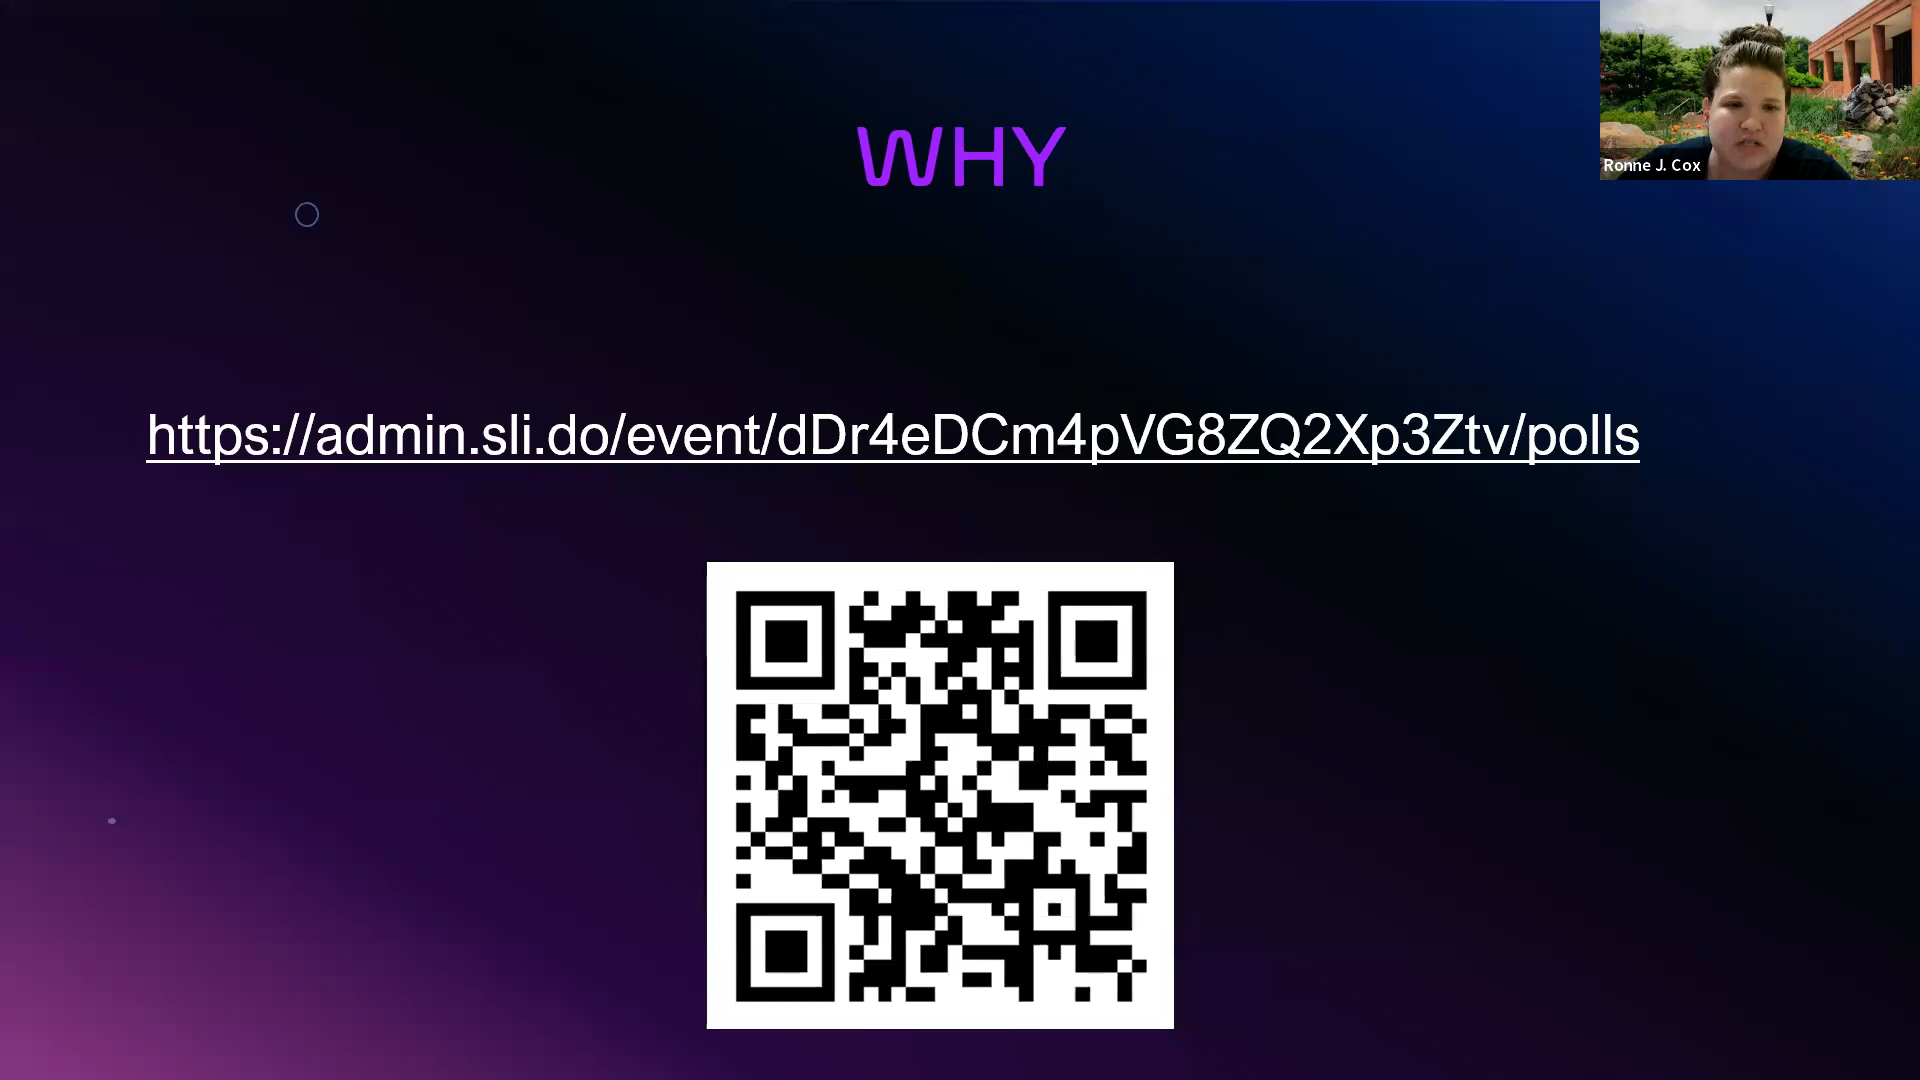 WHY
Ronne J. Cox
https://admin.sli.do/event/dDr4eDCm4pVG8ZQ2Xp3Ztv/polls